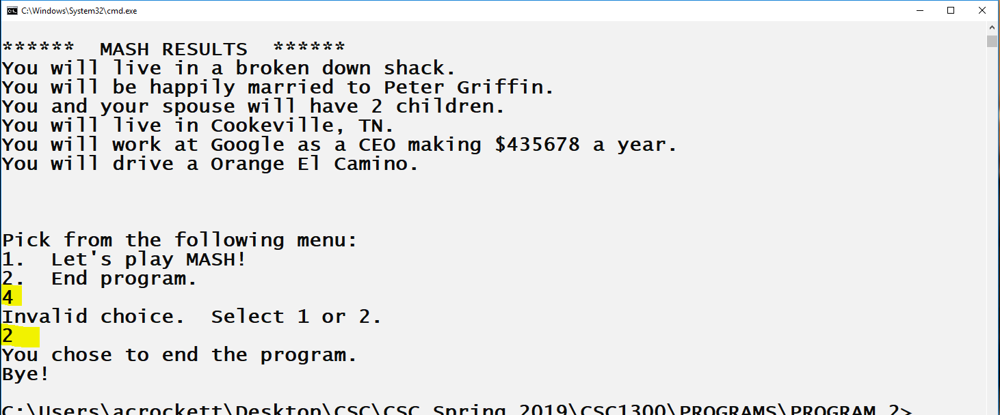 C:\Windows\System32\cmd.exe
****** MASH RESULTS ******
You will live in a broken down shack.
You will be happily married to Peter Griffin.
You and your spouse will have 2 children.
You will live in Cookeville, TN.
You will work at Google as a CEO making $435678 a year.
You will drive a Orange El Camino.
Pick from the following menu:
1. Let's play MASH!
2. End program.
4
Invalid choice. Select 1 or 2.
2
You chose to end the program.
Bye!
C:\Users\acrockett\Desktop\CSC\CSC Spring 2019\CSC1300\PROGRAMS\PROGRAM 2>